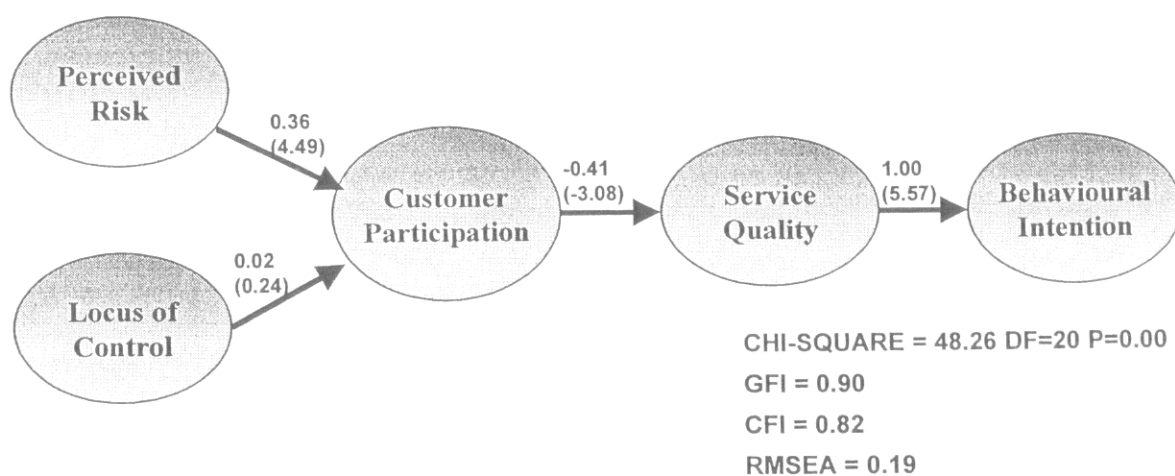 Perceived
Risk
0.36
(4.49)
Customer
Participation
-0.41
(-3.08)
Service
Quality
1.00
(5.57)
Behavioural
Intention
0.02
(0.24)
Locus of
Control
CHI-SQUARE = 48.26 DF=20 P=0.00
GFI = 0.90
CFI = 0.82
RMSEA = 0.19